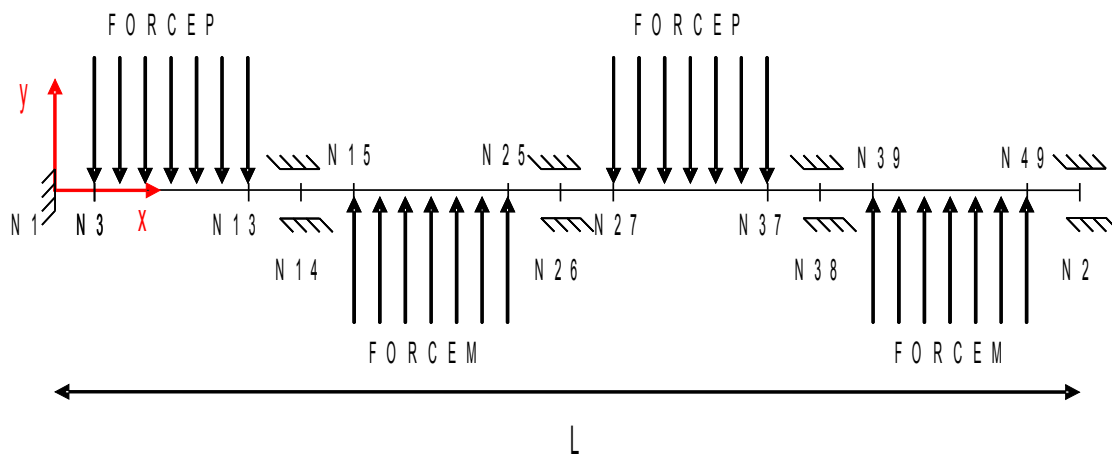 FORCEP FORCEP
y
N15 N25 N39 N49
N1 N3 x N13 N27 N37
N14 N26 N38 N2
FORCEM FORCEM
L